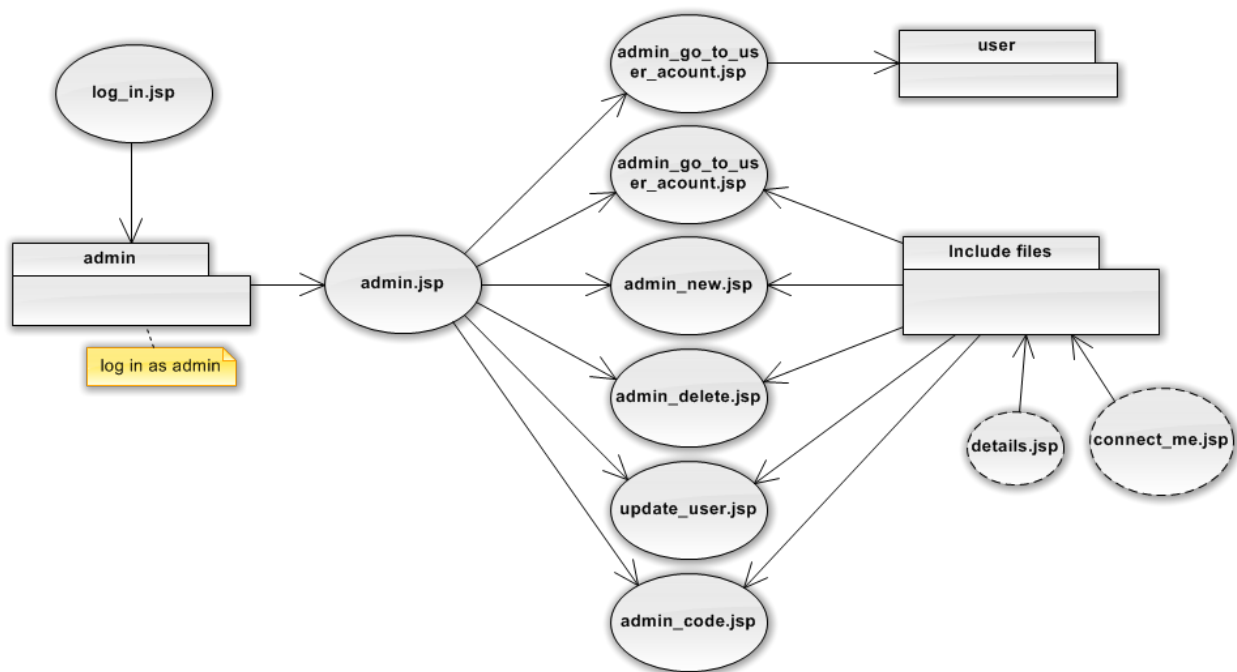 log_in.jsp
admin
log in as admin
admin.jsp
admin_go_to_us
er_acount.jsp
user
admin_go_to_us
er_acount.jsp
admin_new.jsp
admin_delete.jsp
update_user.jsp
admin_code.jsp
Include files
details.jsp
connect_me.jsp